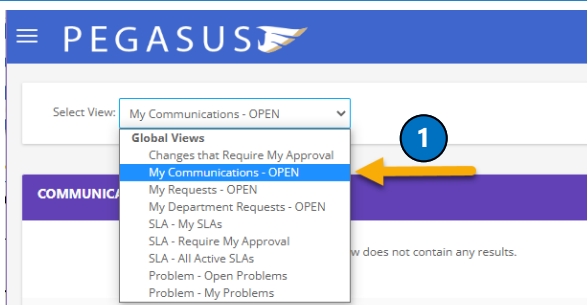 PEGASUS
Select View: My Communications - OPEN
1
Global Views
Changes that Require My Approval
My Communications - OPEN
My Requests - OPEN
My Department Requests - OPEN
SLA - My SLAs
SLA - Require My Approval
SLA - All Active SLAs
Problem - Open Problems
Problem - My Problems
COMMUNICA
w does not contain any results.